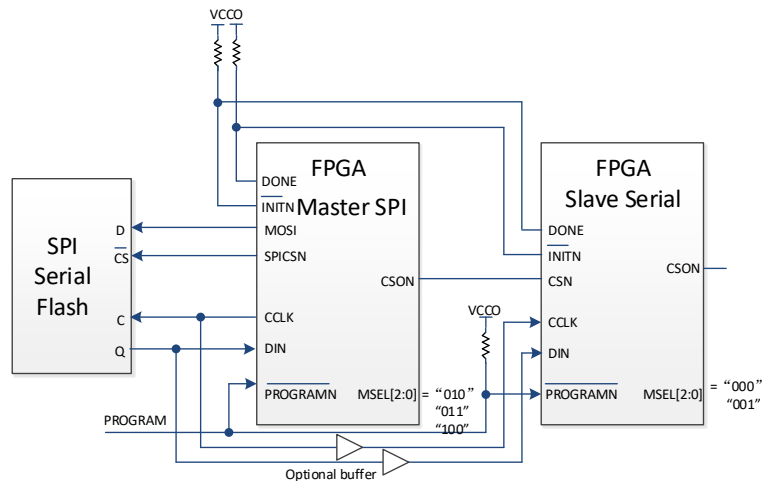 VCCO
SPI
Serial
Flash
D
CS
C
Q
FPGA
Master SPI
DONE
INITN
MOSI
SPICSN
CSON
CCLK
DIN
PROGRAMN
MSEL[2:0] = “010”
“011”
“100”
VCCO
FPGA
Slave Serial
DONE
INITN
CSON
CSN
CCLK
DIN
PROGRAMN
MSEL[2:0] = “000”
“001”
PROGRAM
Optional buffer